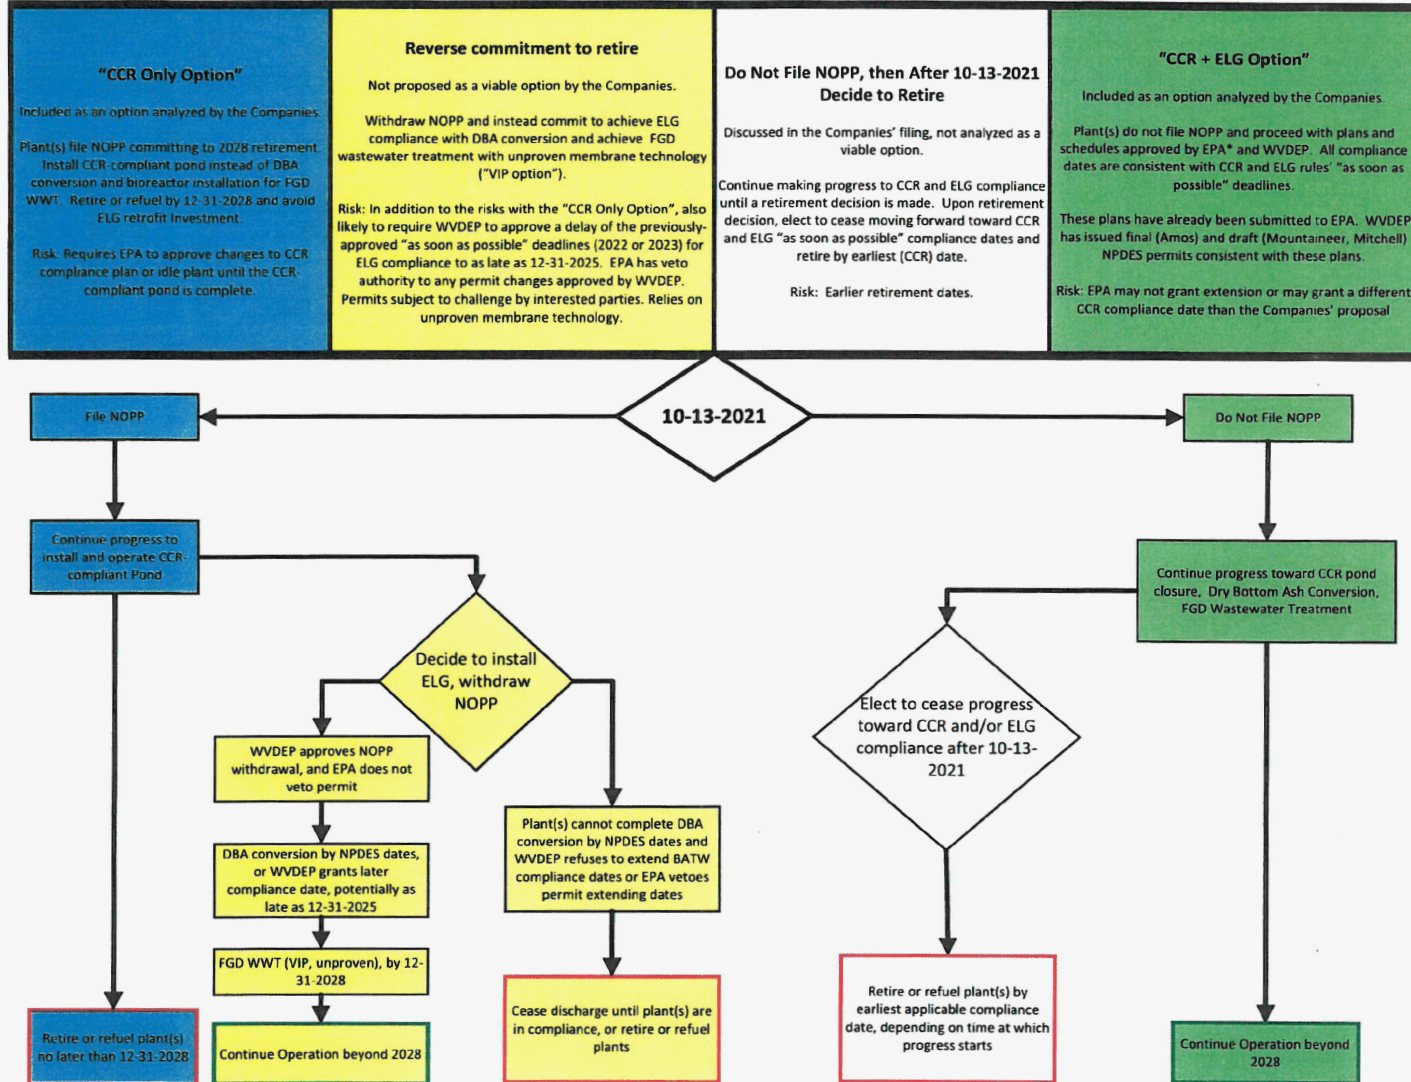 "CCR Only Option"
Included as an option analyzed by the Companies.
Plant(s) file NOPP committing to 2028 retirement.
Install CCR-compliant pond instead of DBA
conversion and bioreactor installation for FGD
WWT. Retire or refuel by 12-31-2028 and avoid
ELG retrofit Investment.
Risk: Requires EPA to approve changes to CCR
compliance plan or idle plant until the CCR-
compliant pond is complete.
Reverse commitment to retire
Not proposed as a viable option by the Companies.
Withdraw NOPP and instead commit to achieve ELG
compliance with DBA conversion and achieve FGD
wastewater treatment with unproven membrane technology
("VIP option").
Risk: In addition to the risks with the "CCR Only Option", also
likely to require WVDEP to approve a delay of the previously-
approved "as soon as possible" deadlines (2022 or 2023) for
ELG compliance to as late as 12-31-2025. EPA has veto
authority to any permit changes approved by WVDEP.
Permits subject to challenge by interested parties. Relies on
unproven membrane technology.
Do Not File NOPP, then After 10-13-2021
Decide to Retire
Discussed in the Companies' filing, not analyzed as a
viable option.
Continue making progress to CCR and ELG compliance
until a retirement decision is made. Upon retirement
decision, elect to cease moving forward toward CCR
and ELG "as soon as possible" compliance dates and
retire by earliest (CCR) date.
Risk: Earlier retirement dates.
"CCR + ELG Option"
Included as an option analyzed by the Companies.
Plant(s) do not file NOPP and proceed with plans and
schedules approved by EPA* and WVDEP. All compliance
dates are consistent with CCR and ELG rules' "as soon as
possible" deadlines.
These plans have already been submitted to EPA. WVDEP
has issued final (Amos) and draft (Mountaineer, Mitchell)
NPDES permits consistent with these plans.
Risk: EPA may not grant extension or may grant a different
CCR compliance date than the Companies' proposal
File NOPP
10-13-2021
Do Not File NOPP
Continue progress to
install and operate CCR-
compliant Pond
Continue progress toward CCR pond
closure, Dry Bottom Ash Conversion,
FGD Wastewater Treatment
Decide to install
ELG, withdraw
NOPP
Elect to cease progress
toward CCR and/or ELG
compliance after 10-13-
2021
WVDEP approves NOPP
withdrawal, and EPA does not
veto permit
Plant(s) cannot complete DBA
conversion by NPDES dates and
WVDEP refuses to extend BATW
compliance dates or EPA vetoes
permit extending dates
DBA conversion by NPDES dates,
or WVDEP grants later
compliance date, potentially as
late as 12-31-2025
FGD WWT (VIP, unproven), by 12-
31-2028
Retire or refuel plant(s)
no later than 12-31-2028
Continue Operation beyond 2028
Cease discharge until plant(s) are
in compliance, or retire or refuel
plants
Retire or refuel plant(s) by
earliest applicable compliance
date, depending on time at which
progress starts
Continue Operation beyond
2028